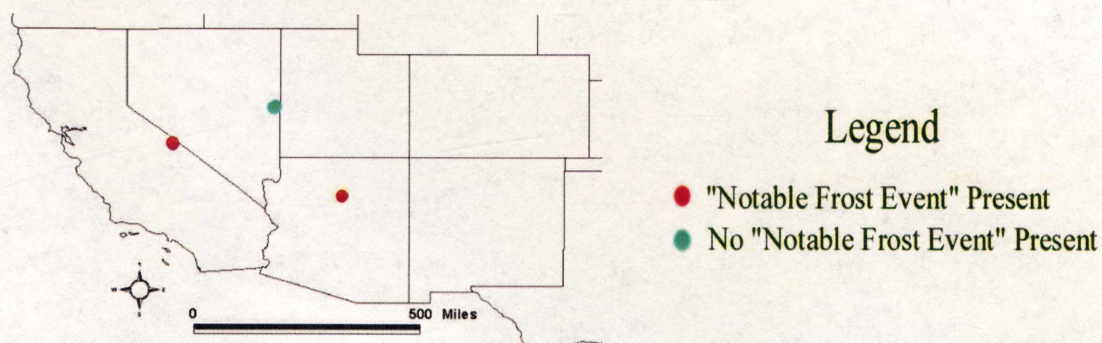 Legend
"Notable Frost Event" Present
No "Notable Frost Event" Present
0 500 Miles